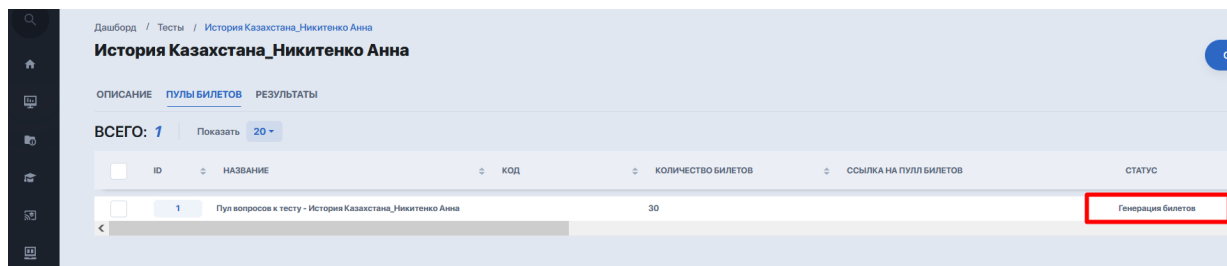 Дашборд / Тесты / История Казахстана_Никитенко Анна
История Казахстана_Никитенко Анна
ОПИСАНИЕ ПУЛЫ БИЛЕТОВ РЕЗУЛЬТАТЫ
ВСЕГО: 1 Показать 20
ID НАЗВАНИЕ КОД КОЛИЧЕСТВО БИЛЕТОВ ССЫЛКА НА ПУЛЛ БИЛЕТОВ СТАТУС
1 Пул вопросов к тесту - История Казахстана_Никитенко Анна 30 Генерация билетов